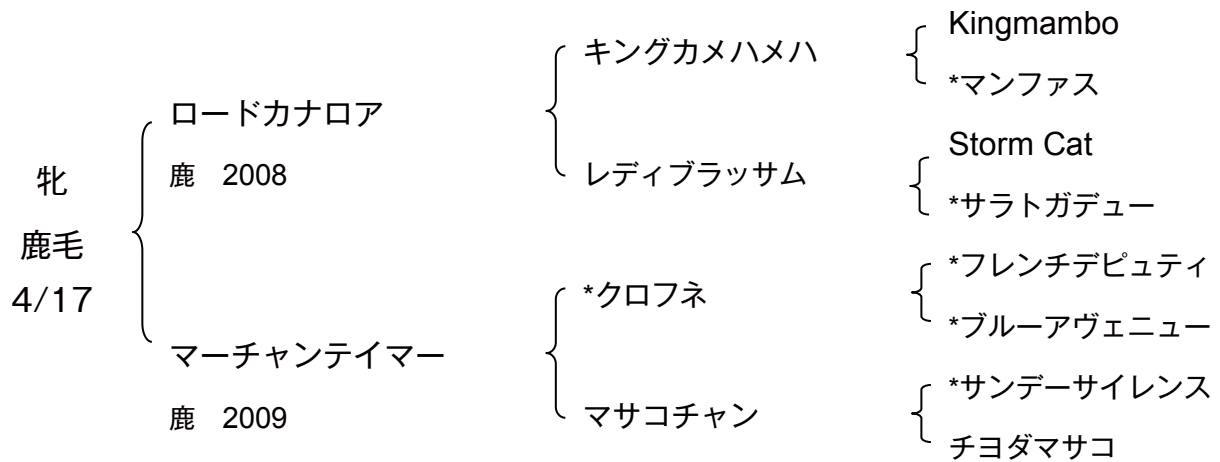 牝
鹿毛
4/17
ロードカナロア
鹿 2008
マーチャンテイマー
鹿 2009
キングカメハメハ
レディブラッサム
*クロフネ
マサコチャン
Kingmambo
*マンファス
Storm Cat
*サラトガデュー
*フレンチデピュティ
*ブルーアヴェニュー
*サンデーサイレンス
チヨダマサコ